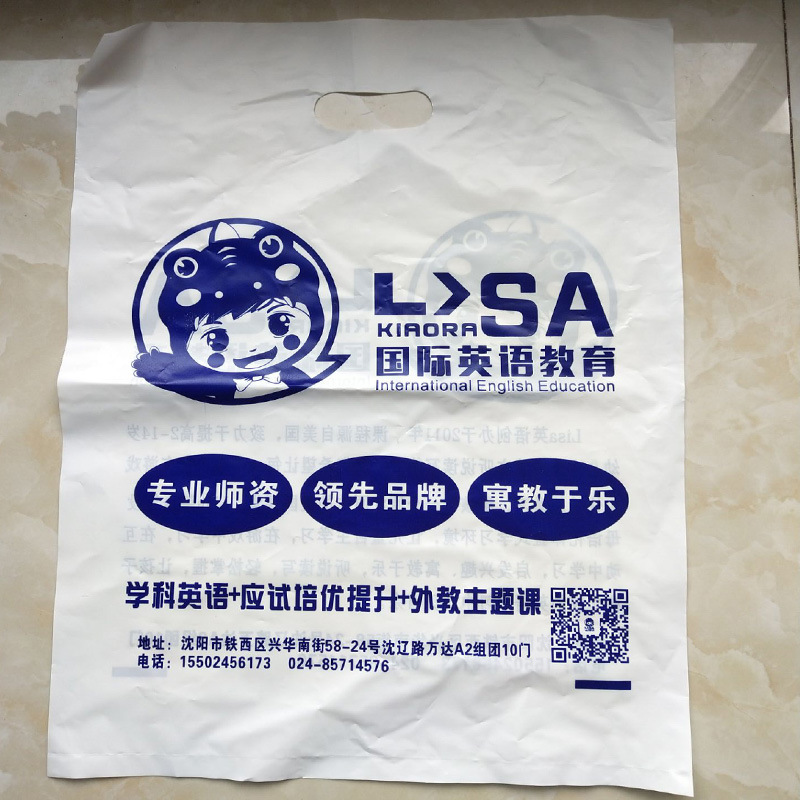 L>SA
KIAORA
国际英语教育
International English Education
专业师资 领先品牌 寓教于乐
学科英语+应试培优提升+外教主题课
地址：沈阳市铁西区兴华南街58-24号沈辽路万达A2组团10门
电话：15502456173 024-85714576